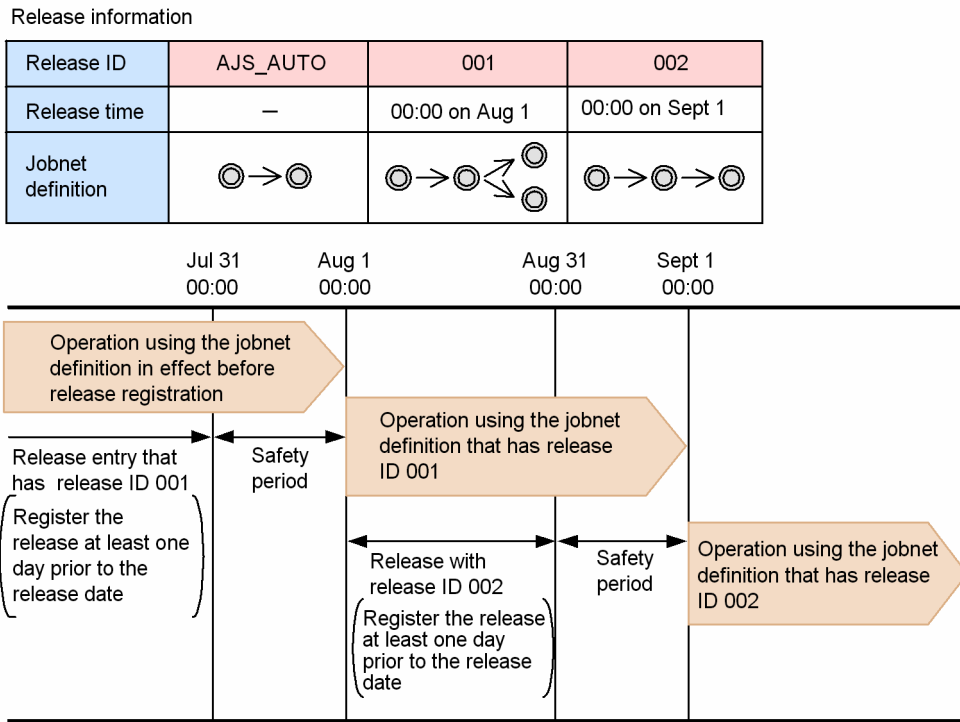 Release information
Release ID AJS_AUTO 001 002
Release time – 00:00 on Aug 1 00:00 on Sept 1
Jobnet
definition
Jul 31
00:00
Aug 1
00:00
Aug 31
00:00
Sept 1
00:00
Operation using the jobnet
definition in effect before
release registration
Operation using the jobnet
definition that has release
ID 001
Release entry that
has release ID 001
Safety
period
Register the
release at least one
day prior to the
release date
Release with
release ID 002
Register the release
at least one day
prior to the release
date
Safety
period
Operation using the jobnet
definition that has release
ID 002